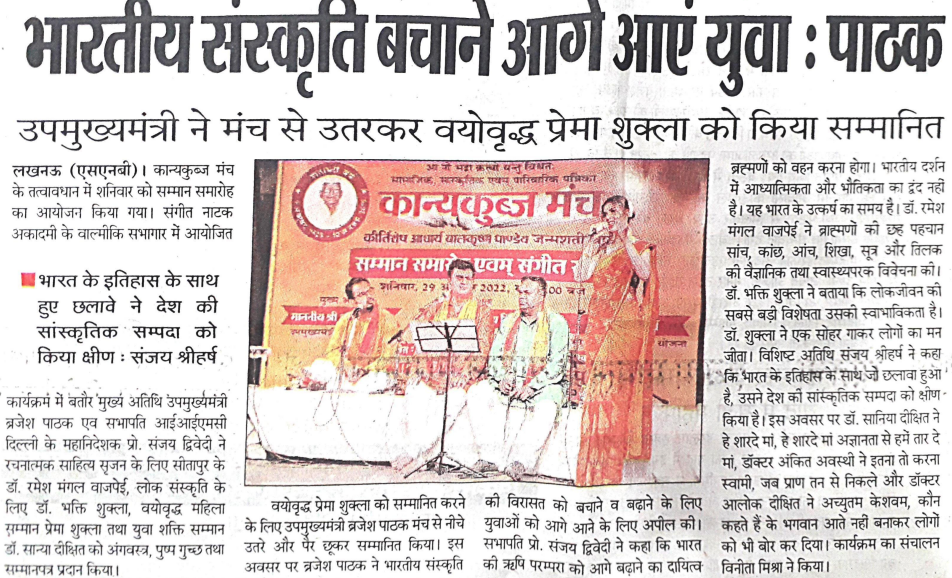 भारतीय संस्कृति बचाने आगे आएं युवा : पाठक
उपमुख्यमंत्री ने मंच से उतरकर वयोवृद्ध प्रेमा शुक्ला को किया सम्मानित
लखनऊ (एसएनबी)। कान्यकुब्ज मंच
के तत्वावधान में शनिवार को सम्मान समारोह
का आयोजन किया गया। संगीत नाटक
अकादमी के वाल्मीकि सभागार में आयोजित
भारत के इतिहास के साथ
हुए छलावे ने देश की
सांस्कृतिक सम्पदा को
किया क्षीण : संजय श्रीहर्ष
कार्यक्रम में बतौर मुख्य अतिथि उपमुर्ख्यमंत्री
ब्रजेश पाठक एव सभापति आईआईएमसी
दिल्ली के महानिदेशक प्रो. संजय द्विवेदी ने
रचनात्मक साहित्य सृजन के लिए सीतापुर के
डॉ. रमेश मंगल वाजपेई, लोक संस्कृति के
लिए डॉ. भक्ति शुक्ला, वयोवृद्ध महिला
सम्मान प्रेमा शुक्ला तथा युवा शक्ति सम्मान
डॉ. सान्या दीक्षित को अंगवस्त्र, पुष्प गुच्छ तथा
सम्मानपत्र प्रदान किया।
सामाजिक, सांस्कृतिक एवम पारिवारिक पत्रिका
कान्यकुब्ज मंच
कीर्तिशेष आचार्य बालकृष्ण पाण्डेय जन्मशती
सम्मान समारोह एवम् संगीत
शनिवार, 29 2022,
माननीय श्री
वयोवृद्ध प्रेमा शुक्ला को सम्मानित करने
के लिए उपमुख्यमंत्री ब्रजेश पाठक मंच से नीचे
उतरे और पैर छूकर सम्मानित किया। इस
अवसर पर ब्रजेश पाठक ने भारतीय संस्कृति
की विरासत को बचाने व बढ़ाने के लिए
युवाओं को आगे आने के लिए अपील की।
सभापति प्रो. संजय द्विवेदी ने कहा कि भारत
की ऋषि परम्परा को आगे बढ़ाने का दायित्व
ब्रह्मणों को वहन करना होगा। भारतीय दर्शन
में आध्यात्मिकता और भौतिकता का द्वंद नही
है। यह भारत के उत्कर्ष का समय है। डॉ. रमेश
मंगल वाजपेई ने ब्राह्मणों की छह पहचान
सांच, कांछ, आंच, शिखा, सूत्र और तिलक
की वैज्ञानिक तथा स्वास्थ्यपरक विवेचना की।
डॉ. भक्ति शुक्ला ने बताया कि लोकजीवन की
सबसे बड़ी विशेषता उसकी स्वाभाविकता है।
डॉ. शुक्ला ने एक सोहर गाकर लोगों का मन
जीता। विशिष्ट अतिथि संजय श्रीहर्ष ने कहा
कि भारत के इतिहास के साथ जो छलावा हुआ
है, उसने देश की सांस्कृतिक सम्पदा को क्षीण
किया है। इस अवसर पर डॉ. सानिया दीक्षित ने
हे शारदे मां, हे शारदे मां अज्ञानता से हमें तार दे
मां, डॉक्टर अंकित अवस्थी ने इतना तो करना
स्वामी, जब प्राण तन से निकले और डॉक्टर
आलोक दीक्षित ने अच्युतम केशवम, कौन
कहते हैं के भगवान आते नही बनाकर लोगों
को भी बोर कर दिया। कार्यक्रम का संचालन
विनीता मिश्रा ने किया।